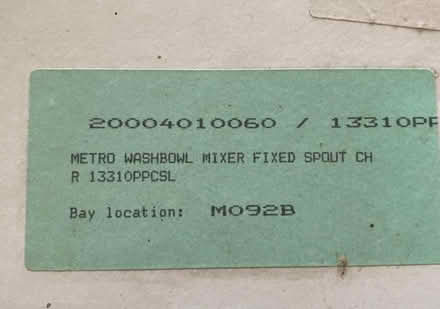 20004010060 / 13310PP
METRO WASHBOWL MIXER FIXED SPOUT CH
R 13310PPCSL
Bay location: M092B